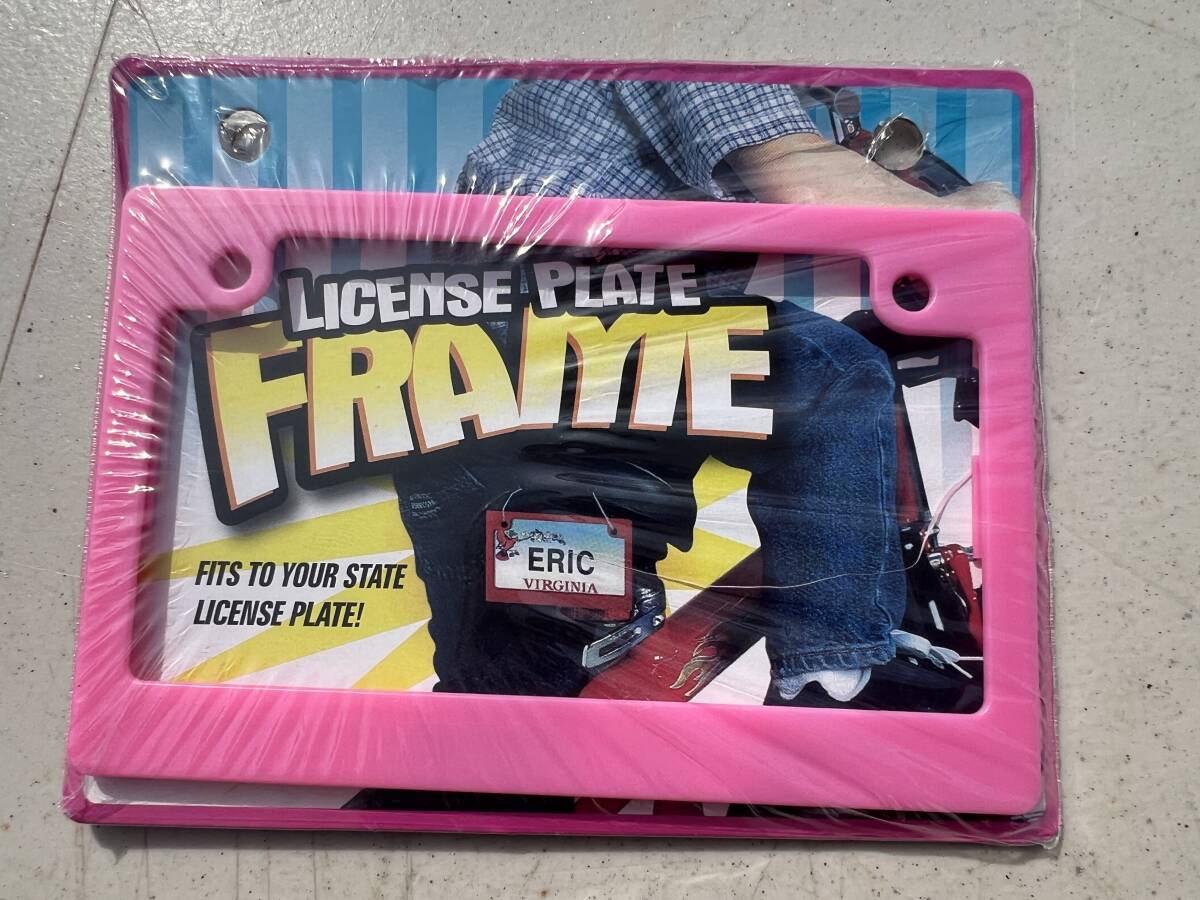 LICENSE PLATE
FRAME
ERIC
VIRGINIA
FITS TO YOUR STATE
LICENSE PLATE!